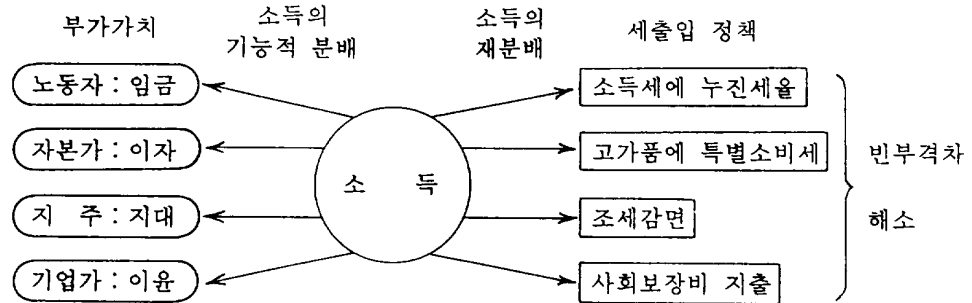 부가가치
소득의
기능적 분배
소득의
재분배
세출입 정책
노동자 : 임금
자본가 : 이자
지 주 : 지대
기업가 : 이윤
소 득
소득세에 누진세율
고가품에 특별소비세
조세감면
사회보장비 지출
빈부격차
해소